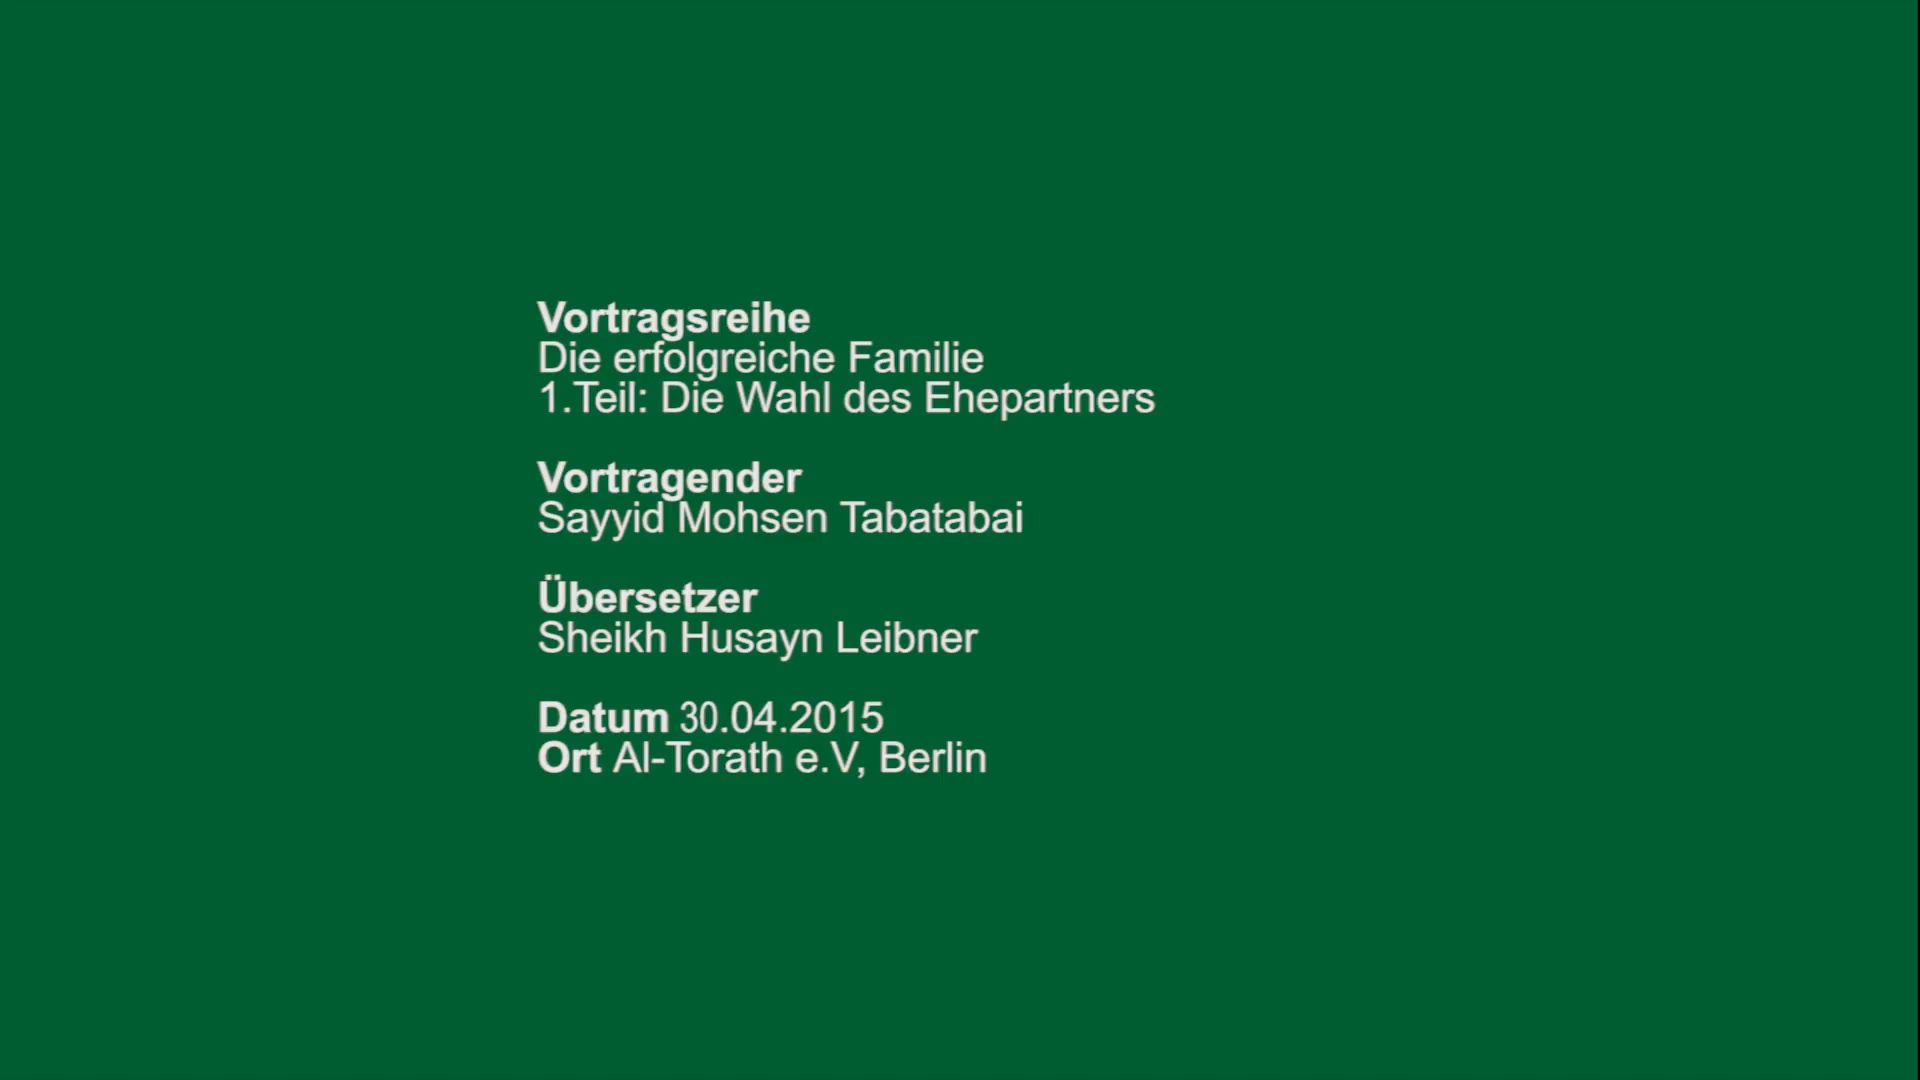 Vortragsreihe
Die erfolgreiche Familie
1.Teil: Die Wahl des Ehepartners
Vortragender
Sayyid Mohsen Tabatabai
Übersetzer
Sheikh Husayn Leibner
Datum 30.04.2015
Ort Al-Torath e.V, Berlin